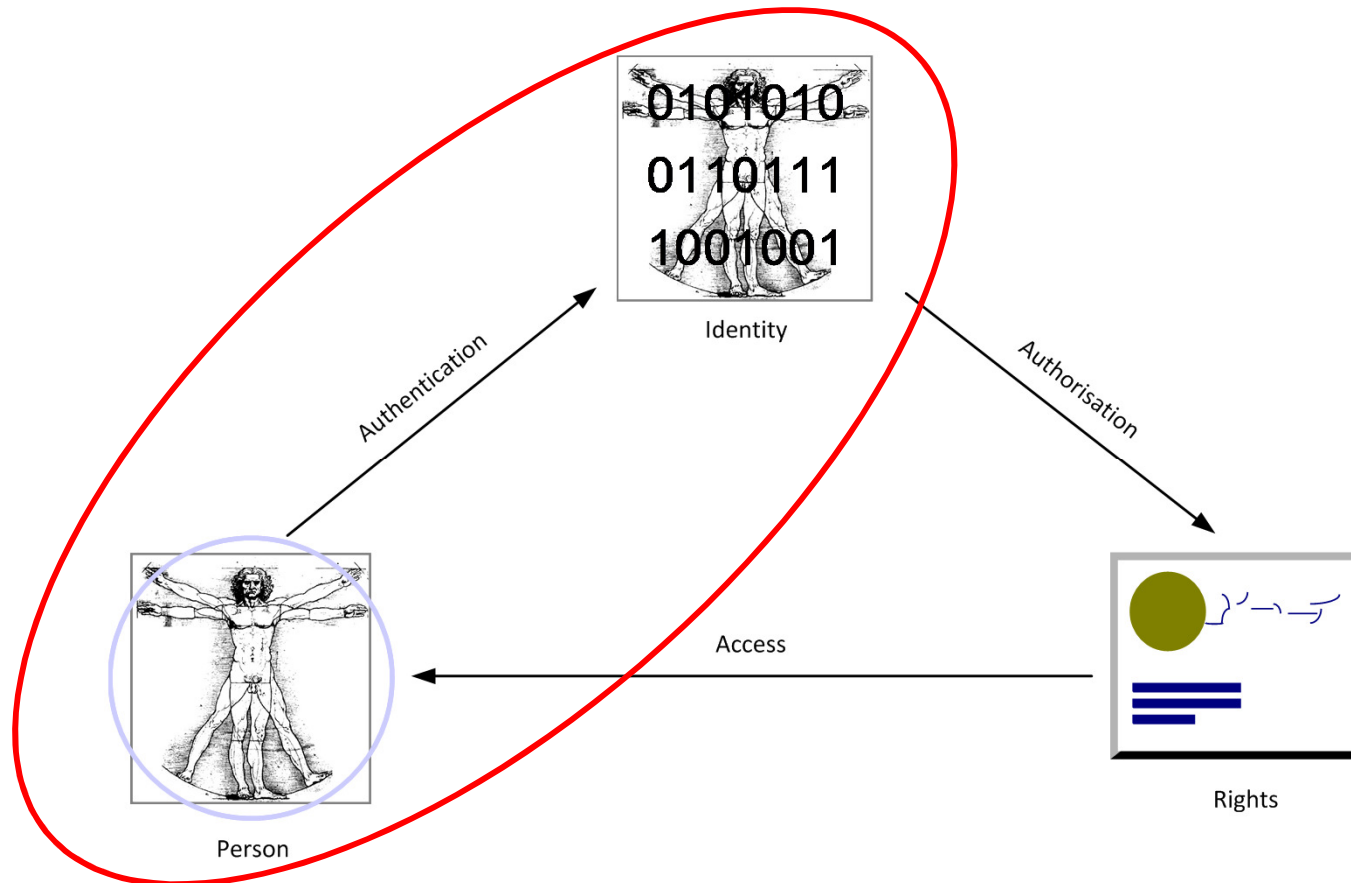 0101010
0110111
1001001
Identity
Authentication
Authorisation
Access
Rights
Person